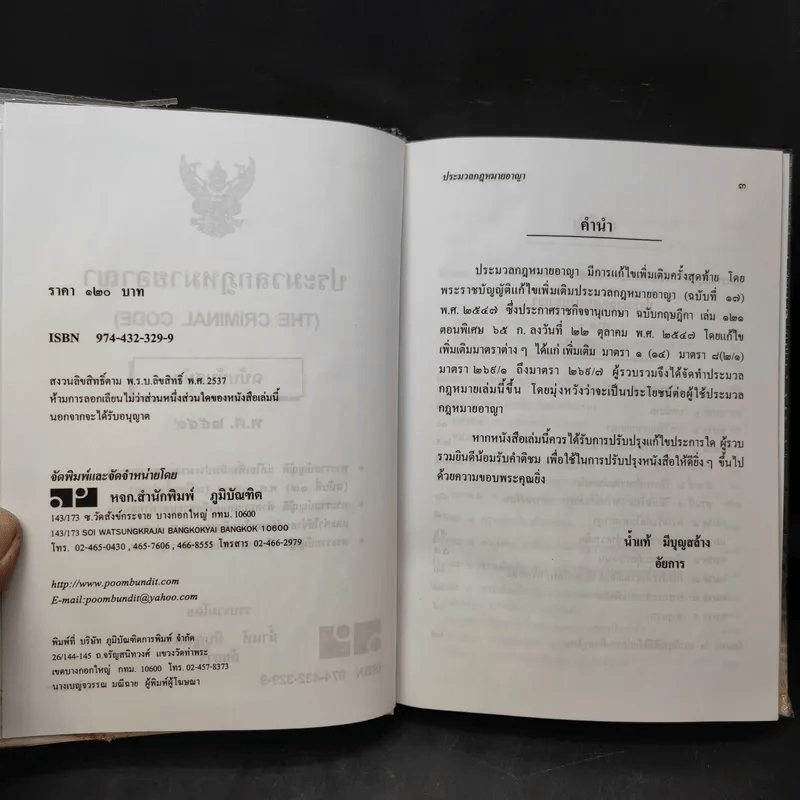 ราคา ๑๒๐ บาท
ISBN 974-432-329-9
สงวนลิขสิทธิ์ตาม พ.ร.บ.ลิขสิทธิ์ พ.ศ. 2537
ห้ามการลอกเลียนไม่ว่าส่วนหนึ่งส่วนใดของหนังสือเล่มนี้
นอกจากจะได้รับอนุญาต
จัดพิมพ์และจัดจำหน่ายโดย
หจก.สำนักพิมพ์ ภูมิบัณฑิต
143/173 ซ.วัดสังข์กระจาย บางกอกใหญ่ กทม. 10600
143/173 SOI WATSUNGKRAJAI BANGKOKYAI BANGKOK 10600
โทร. 02-465-0430 , 465-7606 , 466-8555 โทรสาร 02-466-2979
http://www.poombundit.com
E-mail:poombundit@yahoo.com
พิมพ์ที่ บริษัท ภูมิบัณฑิตการพิมพ์ จำกัด
26/144-145 ถ.จรัญสนิทวงศ์ แขวงวัดท่าพระ
เขตบางกอกใหญ่ กทม. 10600 โทร. 02-457-8373
นางเบญจวรรณ มณีฉาย ผู้พิมพ์ผู้โฆษณา
ประมวลกฎหมายอาญา
๓
คำนำ
ประมวลกฎหมายอาญา มีการแก้ไขเพิ่มเติมครั้งสุดท้าย โดย
พระราชบัญญัติแก้ไขเพิ่มเติมประมวลกฎหมายอาญา (ฉบับที่ ๑๗)
พ.ศ. ๒๕๔๗ ซึ่งประกาศราชกิจจานุเบกษา ฉบับกฤษฎีกา เล่ม ๑๒๑
ตอนพิเศษ ๖๕ ก. ลงวันที่ ๒๒ ตุลาคม พ.ศ. ๒๕๔๗ โดยแก้ไข
เพิ่มเติมมาตราต่าง ๆ ได้แก่ เพิ่มเติม มาตรา ๑ (๑๔) มาตรา ๘(๒/๑)
มาตรา ๒๖๙/๑ ถึงมาตรา ๒๖๙/๗ ผู้รวบรวมจึงได้จัดทำประมวล
กฎหมายเล่มนี้ขึ้น โดยมุ่งหวังว่าจะเป็นประโยชน์ต่อผู้ใช้ประมวล
กฎหมายอาญา
หากหนังสือเล่มนี้ควรได้รับการปรับปรุงแก้ไขประการใด ผู้รวบ
รวมยินดีน้อมรับคำติชม เพื่อใช้ในการปรับปรุงหนังสือให้ดียิ่ง ๆ ขึ้นไป
ด้วยความขอบพระคุณยิ่ง
น้ำแท้ มีบุญสล้าง
อัยการ